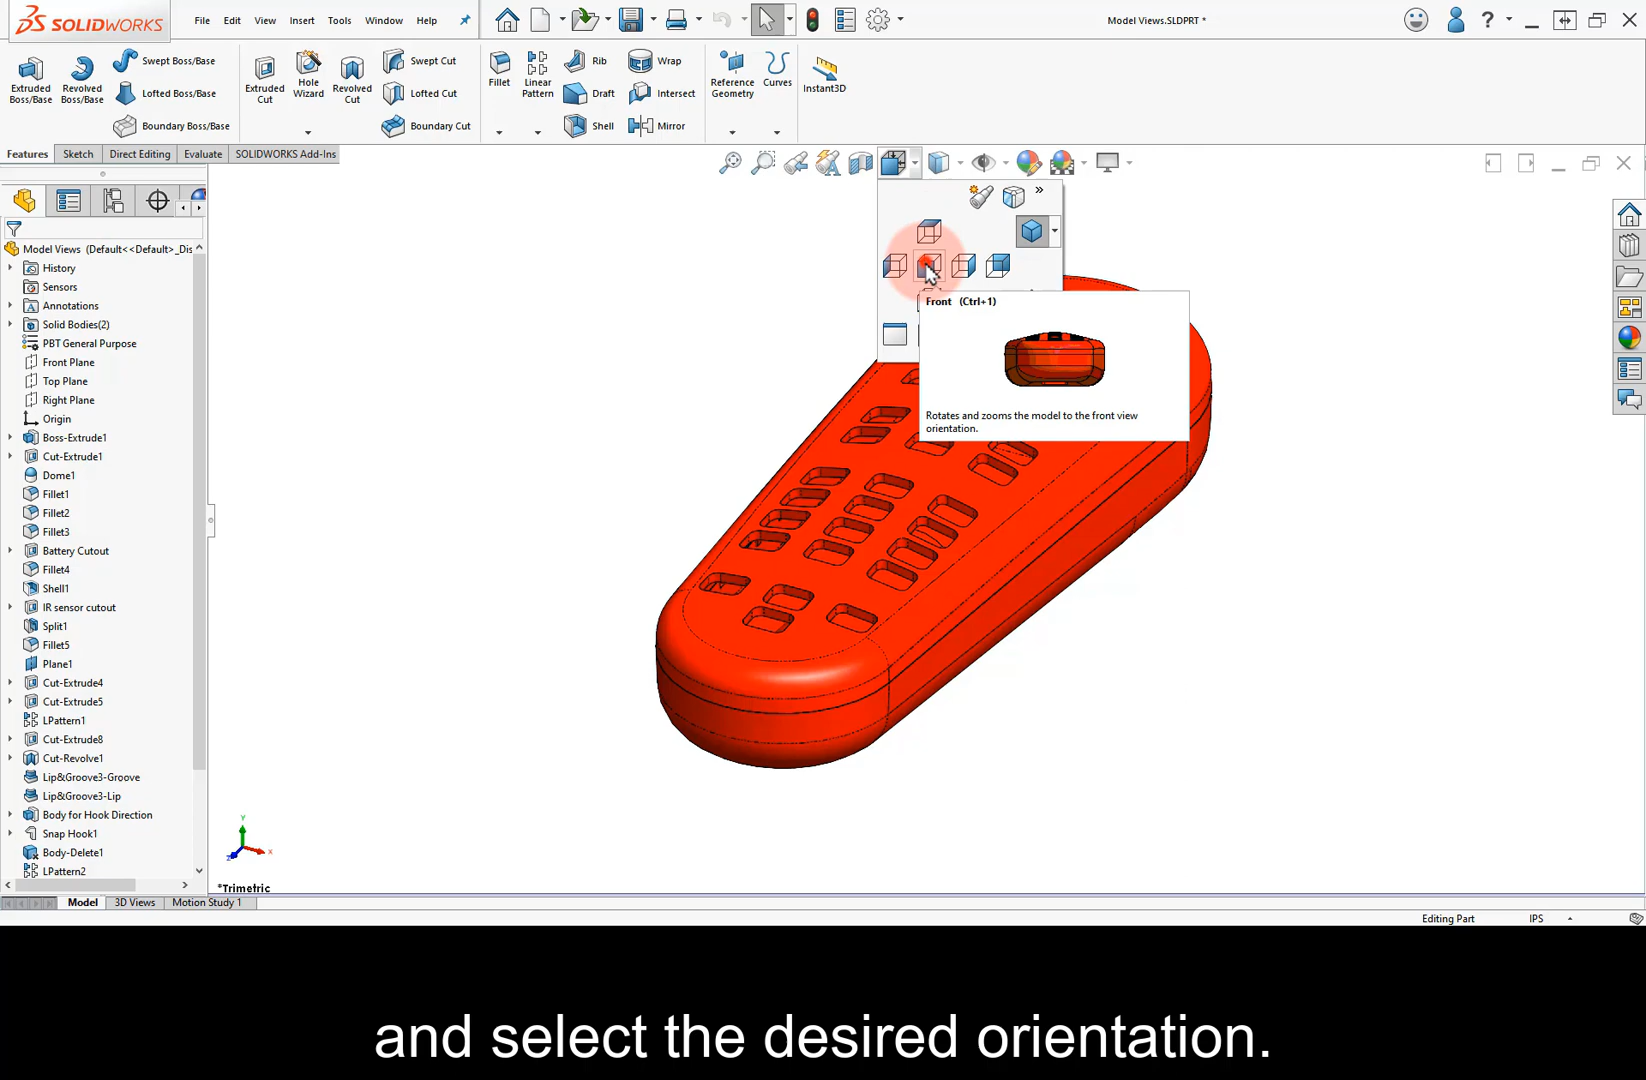 SOLIDWORKS
File Edit View Insert Tools Window Help
Model Views.SLDPRT *
Extruded Boss/Base
Revolved Boss/Base
Swept Boss/Base
Lofted Boss/Base
Boundary Boss/Base
Extruded Cut
Hole Wizard
Revolved Cut
Swept Cut
Lofted Cut
Boundary Cut
Fillet
Linear Pattern
Rib
Draft
Shell
Wrap
Intersect
Mirror
Reference Geometry
Curves
Instant3D
Features Sketch Direct Editing Evaluate SOLIDWORKS Add-Ins
Model Views (Default<<Default>_Dis
History
Sensors
Annotations
Solid Bodies(2)
PBT General Purpose
Front Plane
Top Plane
Right Plane
Origin
Boss-Extrude1
Cut-Extrude1
Dome1
Fillet1
Fillet2
Fillet3
Battery Cutout
Fillet4
Shell1
IR sensor cutout
Split1
Fillet5
Plane1
Cut-Extrude4
Cut-Extrude5
LPattern1
Cut-Extrude8
Cut-Revolve1
Lip&Groove3-Groove
Lip&Groove3-Lip
Body for Hook Direction
Snap Hook1
Body-Delete1
LPattern2
Front (Ctrl+1)
Rotates and zooms the model to the front view
orientation.
Y
X
Z
*Trimetric
Model 3D Views Motion Study 1
Editing Part IPS
and select the desired orientation.